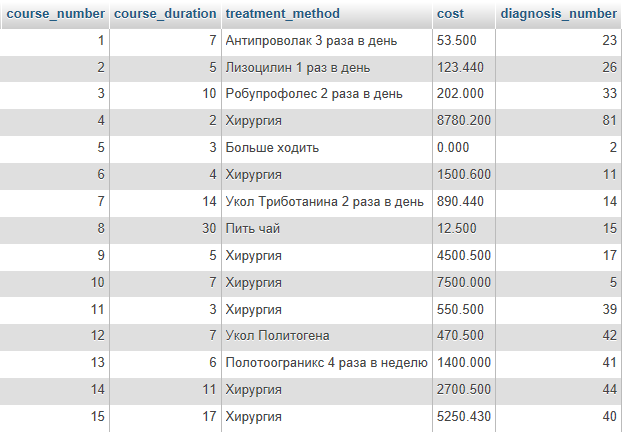 course_number course_duration treatment_method cost diagnosis_number
1 7 Антипроволак 3 раза в день 53.500 23
2 5 Лизоцилин 1 раз в день 123.440 26
3 10 Робупрофолес 2 раза в день 202.000 33
4 2 Хирургия 8780.200 81
5 3 Больше ходить 0.000 2
6 4 Хирургия 1500.600 11
7 14 Укол Триботанина 2 раза в день 890.440 14
8 30 Пить чай 12.500 15
9 5 Хирургия 4500.500 17
10 7 Хирургия 7500.000 5
11 3 Хирургия 550.500 39
12 7 Укол Политогена 470.500 42
13 6 Полотоограникс 4 раза в неделю 1400.000 41
14 11 Хирургия 2700.500 44
15 17 Хирургия 5250.430 40